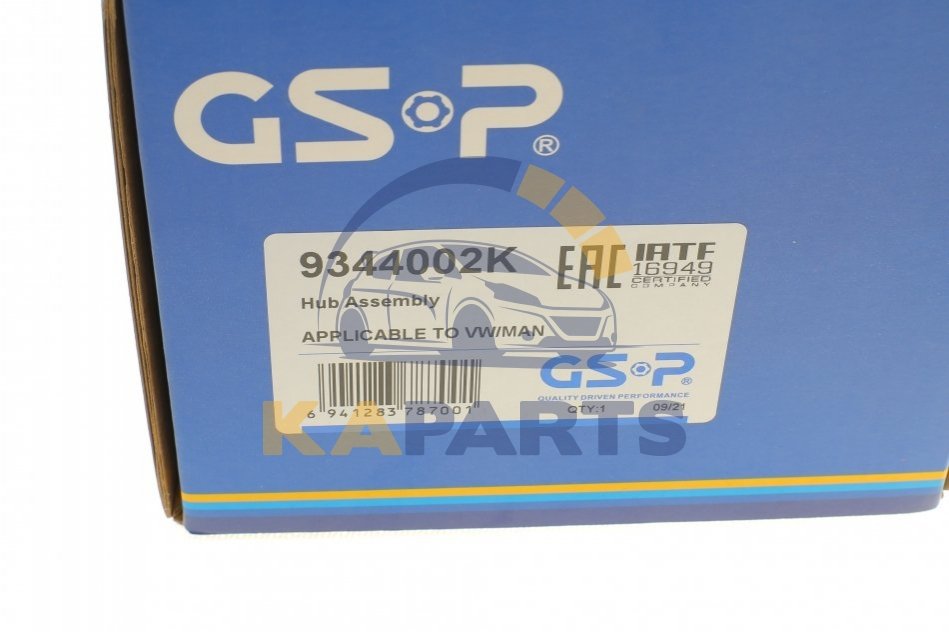 GSP®
9344002K
EAC
IATF
16949
CERTIFIED
COMPANY
Hub Assembly
APPLICABLE TO VW/MAN
GSP®
QUALITY DRIVEN PERFORMANCE
6 941283 787001
QTY:1 09/21
KAPARTS